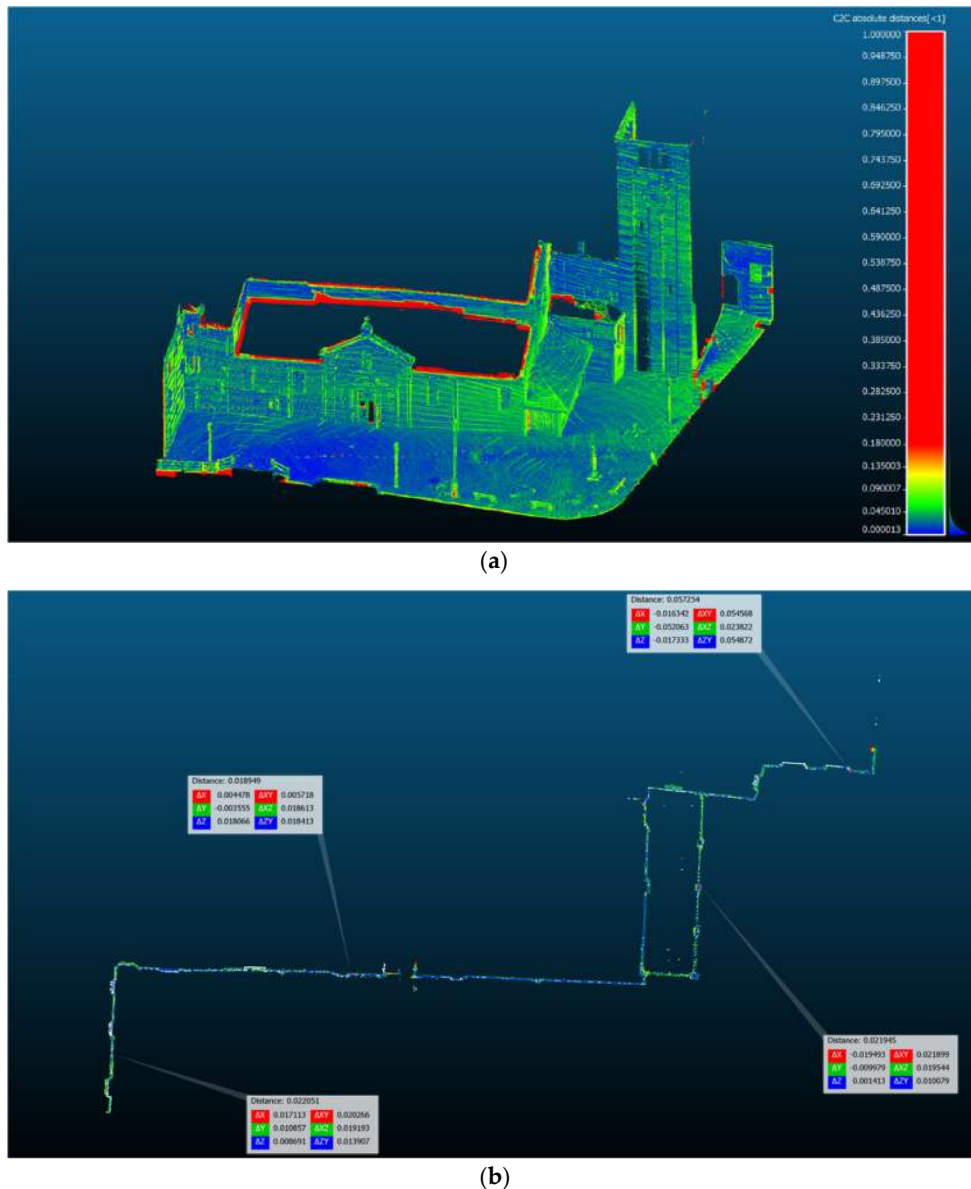 C2C absolute distances[<1]
1.000000
0.948750
0.897500
0.846250
0.795000
0.743750
0.692500
0.641250
0.590000
0.538750
0.487500
0.436250
0.385000
0.333750
0.282500
0.231250
0.180000
0.135003
0.090007
0.045010
0.000013
(a)
Distance: 0.057254
ΔX -0.016342 ΔXY 0.054568
ΔY -0.052063 ΔXZ 0.023822
ΔZ -0.017333 ΔZY 0.054872
Distance: 0.018949
ΔX 0.004478 ΔXY 0.005718
ΔY -0.003555 ΔXZ 0.018613
ΔZ 0.018066 ΔZY 0.018413
Distance: 0.021945
ΔX -0.019493 ΔXY 0.021899
ΔY -0.009979 ΔXZ 0.019544
ΔZ 0.001413 ΔZY 0.010079
Distance: 0.022051
ΔX 0.017113 ΔXY 0.020266
ΔY 0.010857 ΔXZ 0.019193
ΔZ 0.008691 ΔZY 0.013907
(b)